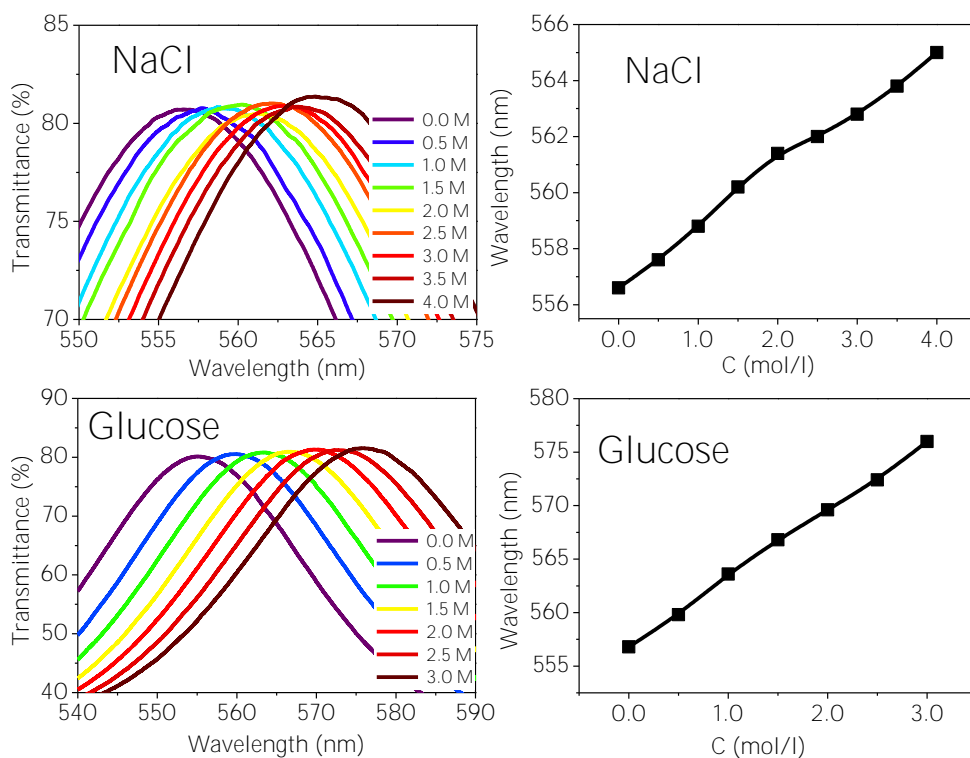 NaCl
85
80
75
70
Transmittance (%)
550
555
560
565
570
575
Wavelength (nm)
0.0 M
0.5 M
1.0 M
1.5 M
2.0 M
2.5 M
3.0 M
3.5 M
4.0 M
NaCl
566
564
562
560
558
556
Wavelength (nm)
0.0
1.0
2.0
3.0
4.0
C (mol/l)
Glucose
90
80
70
60
50
40
Transmittance (%)
540
550
560
570
580
590
Wavelength (nm)
0.0 M
0.5 M
1.0 M
1.5 M
2.0 M
2.5 M
3.0 M
Glucose
580
575
570
565
560
555
Wavelength (nm)
0.0
1.0
2.0
3.0
C (mol/l)